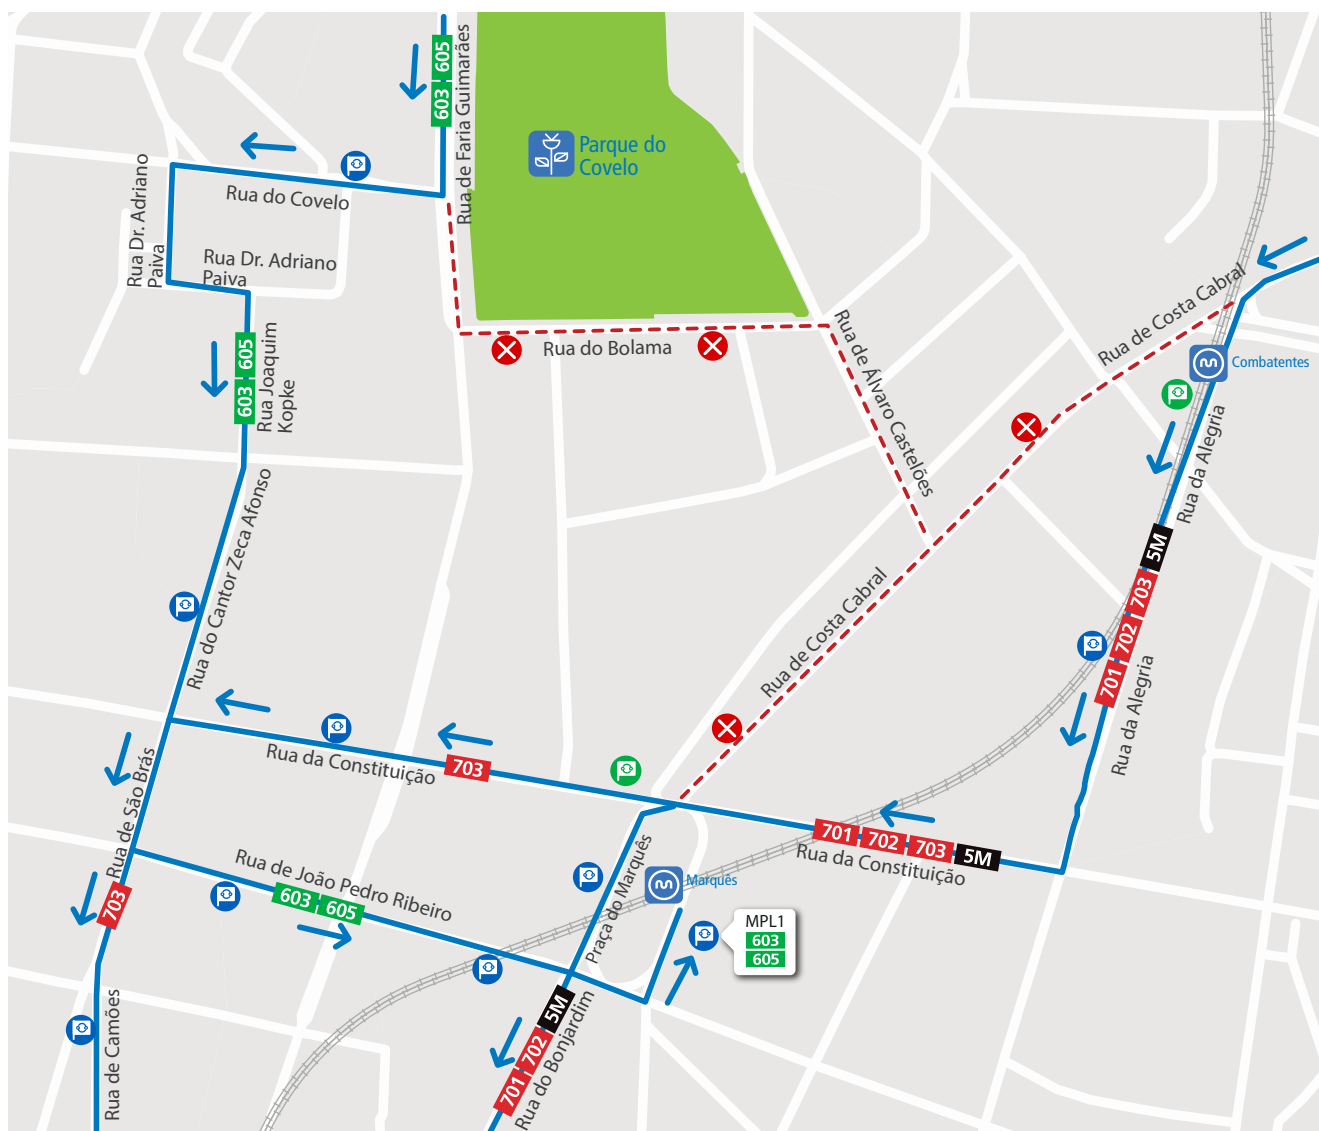 605
603
Rua de Faria Guimarães
Parque do
Covelo
Rua do Covelo
Rua Dr. Adriano
Paiva
Rua Dr. Adriano
Paiva
605
603
Rua Joaquim
Kopke
Rua do Bolama
Rua de Álvaro Castelões
Rua de Costa Cabral
Combatentes
Rua da Alegria
Rua do Cantor Zeca Afonso
5M
703
702
701
Rua da Alegria
Rua de Costa Cabral
Rua da Constituição
703
Rua de São Brás
701
702
703
5M
Rua da Constituição
Rua de João Pedro Ribeiro
603
605
703
Praça do Marquês
Marquês
MPL1
603
605
Rua de Camões
5M
702
701
Rua do Bonjardim